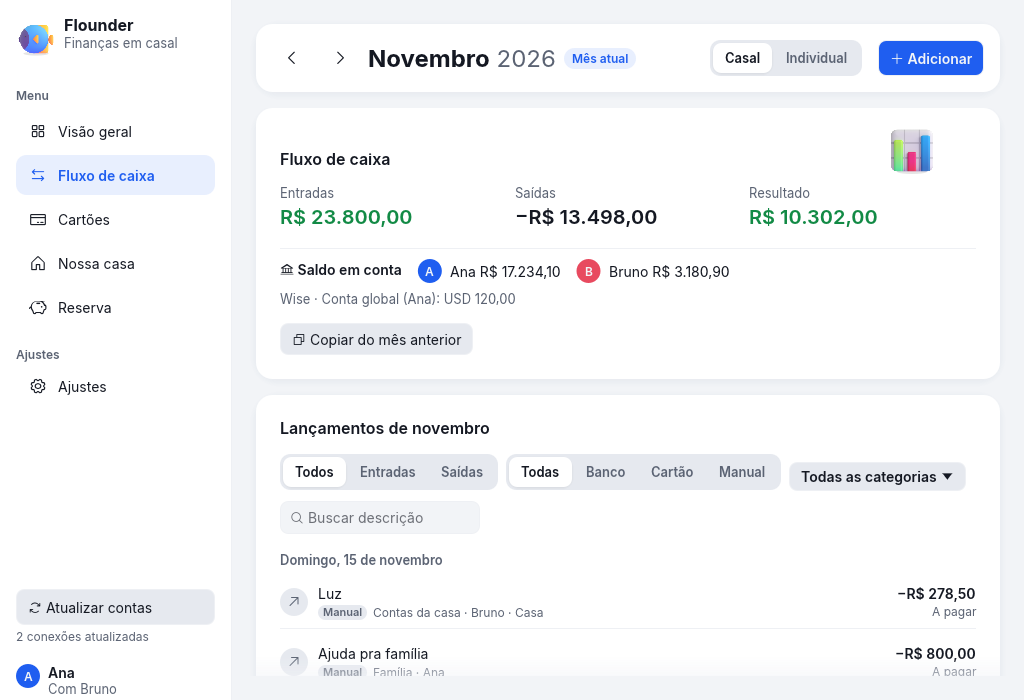 Flounder
Finanças em casal
Menu
Visão geral
Fluxo de caixa
Cartões
Nossa casa
Reserva
Ajustes
Ajustes
Atualizar contas
2 conexões atualizadas
A
Ana
Com Bruno
Novembro 2026 Mês atual
Casal Individual
+ Adicionar
Fluxo de caixa
Entradas Saídas Resultado
R$ 23.800,00 −R$ 13.498,00 R$ 10.302,00
Saldo em conta A Ana R$ 17.234,10 B Bruno R$ 3.180,90
Wise · Conta global (Ana): USD 120,00
Copiar do mês anterior
Lançamentos de novembro
Todos Entradas Saídas Todas Banco Cartão Manual Todas as categorias
Buscar descrição
Domingo, 15 de novembro
Luz −R$ 278,50
Manual Contas da casa · Bruno · Casa A pagar
Ajuda pra família −R$ 800,00
Manual Família · Ana A pagar